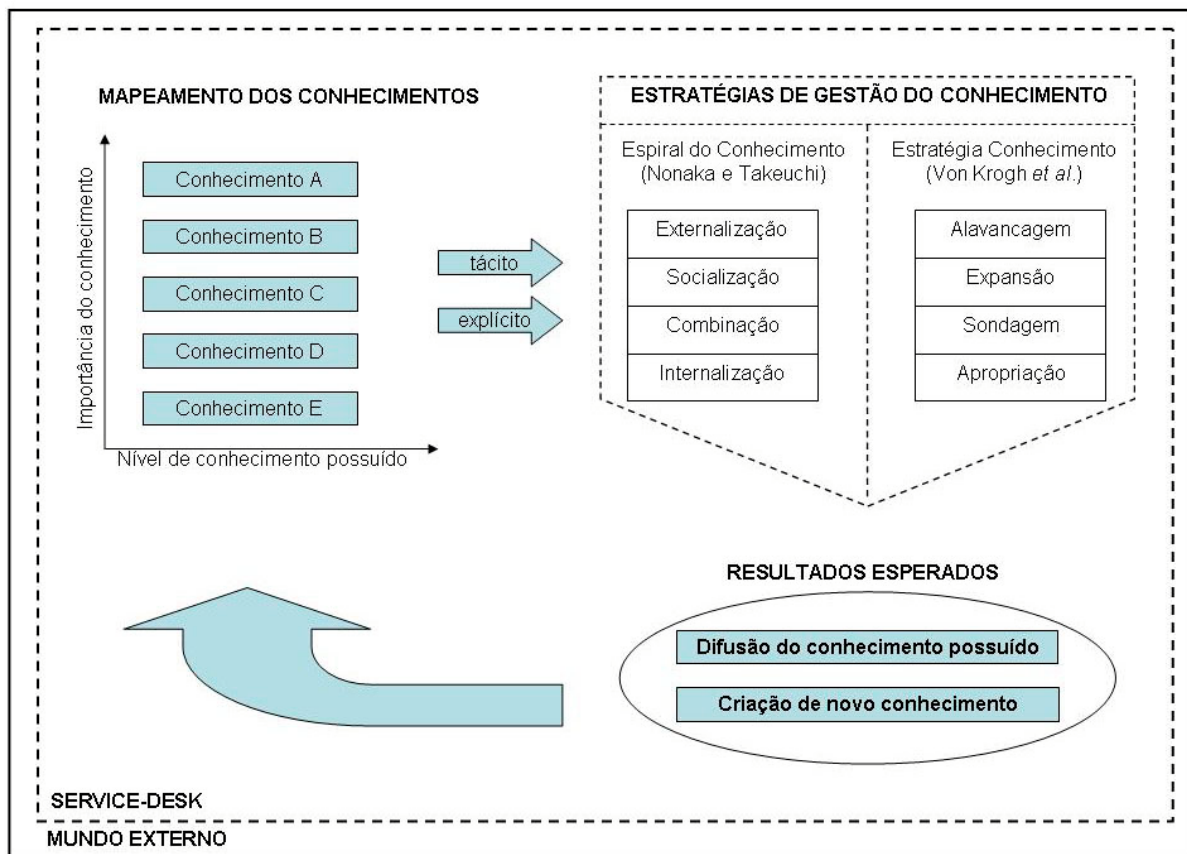 MAPEAMENTO DOS CONHECIMENTOS
Importância do conhecimento
Conhecimento A
Conhecimento B
Conhecimento C
Conhecimento D
Conhecimento E
Nível de conhecimento possuído
tácito
explícito
ESTRATÉGIAS DE GESTÃO DO CONHECIMENTO
Espiral do Conhecimento
(Nonaka e Takeuchi)
Externalização
Socialização
Combinação
Internalização
Estratégia Conhecimento
(Von Krogh et al.)
Alavancagem
Expansão
Sondagem
Apropriação
RESULTADOS ESPERADOS
Difusão do conhecimento possuído
Criação de novo conhecimento
SERVICE-DESK
MUNDO EXTERNO